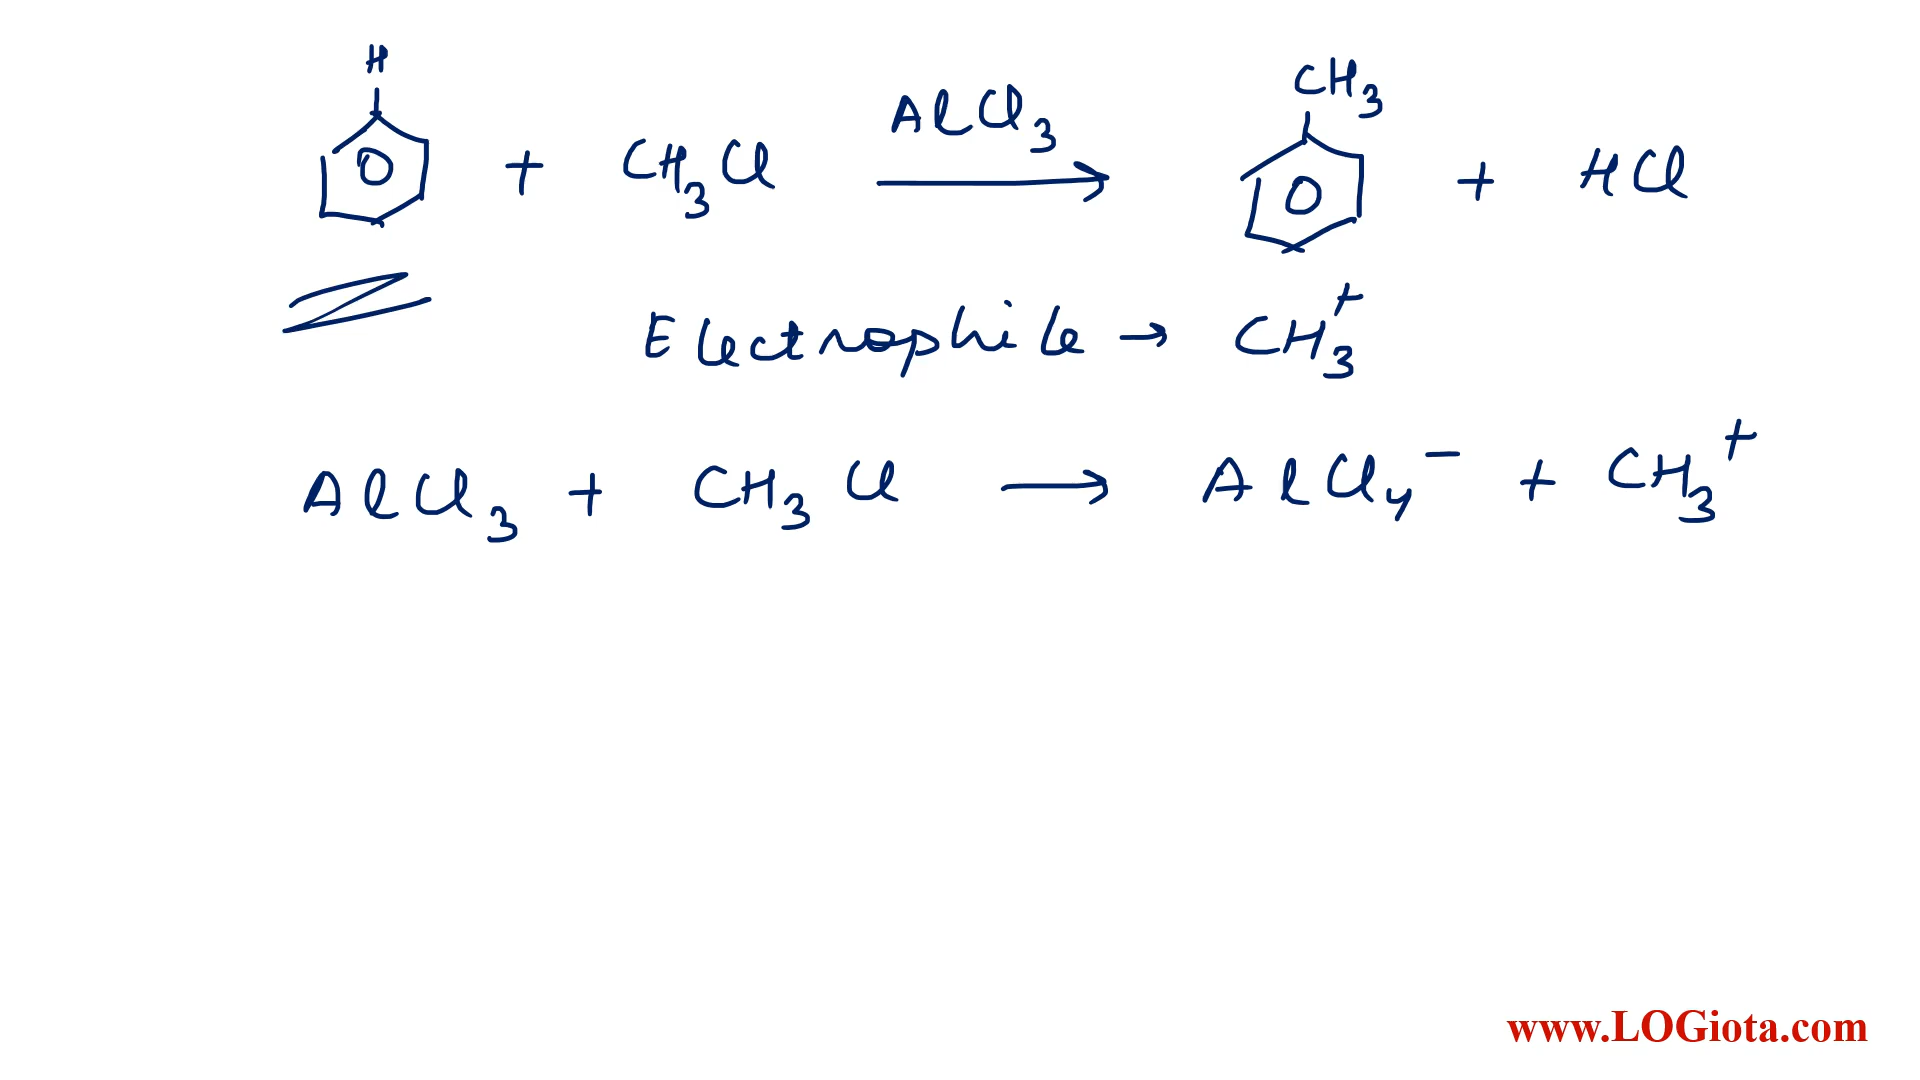 H CH₃
+ CH₃Cl AlCl₃ + HCl
Electrophile → CH₃⁺
AlCl₃ + CH₃Cl → AlCl₄⁻ + CH₃⁺
www.LOGiota.com